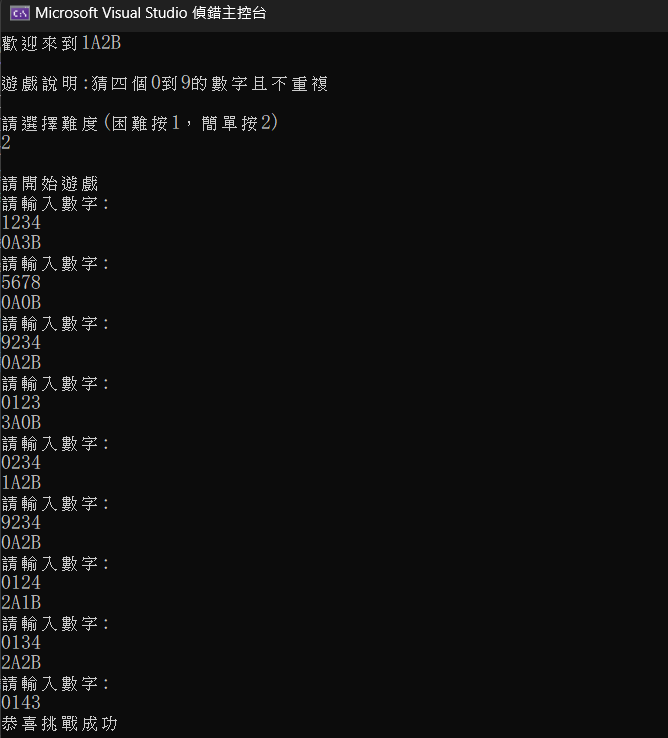 Microsoft Visual Studio 偵錯主控台
歡迎來到1A2B
遊戲說明:猜四個0到9的數字且不重複
請選擇難度(困難按1，簡單按2)
2
請開始遊戲
請輸入數字:
1234
0A3B
請輸入數字:
5678
0A0B
請輸入數字:
9234
0A2B
請輸入數字:
0123
3A0B
請輸入數字:
0234
1A2B
請輸入數字:
9234
0A2B
請輸入數字:
0124
2A1B
請輸入數字:
0134
2A2B
請輸入數字:
0143
恭喜挑戰成功